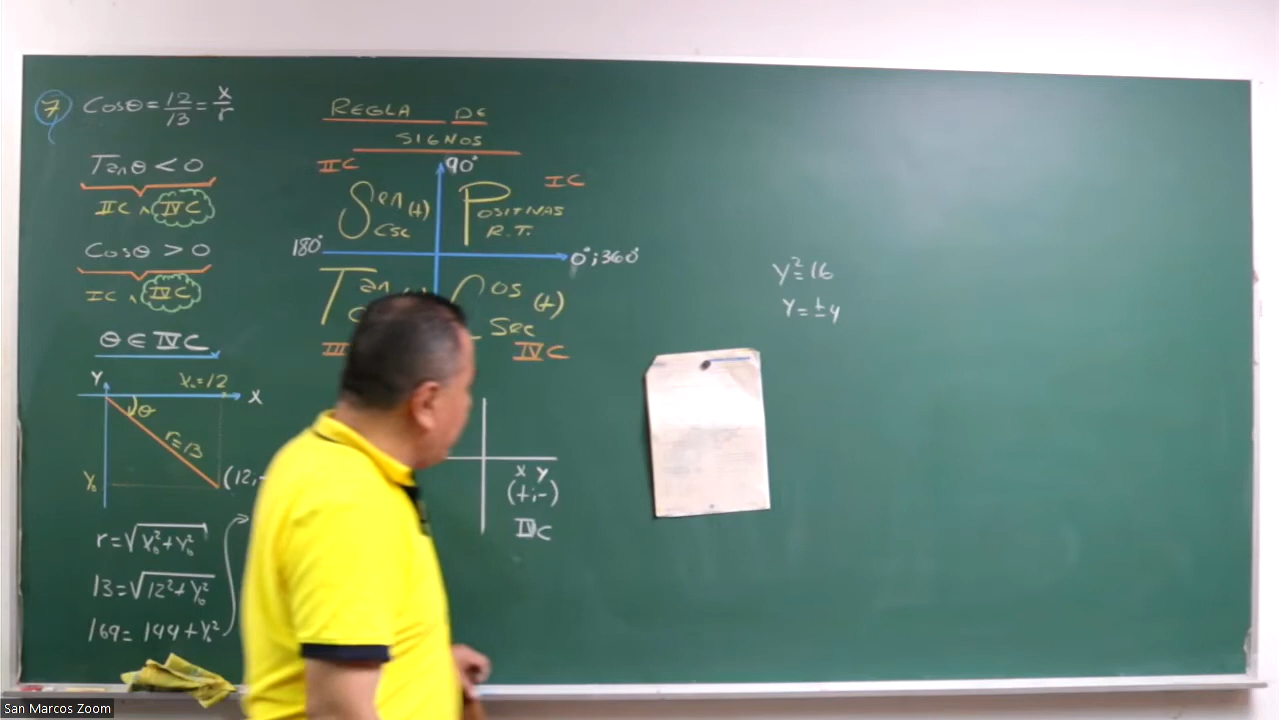 7 Cosθ = 12/13 = x/r
Tanθ < 0
IIC ∧ IVC
Cosθ > 0
IC ∧ IVC
θ ∈ IVC
Y X₀=12 X
θ
r=13
Y₀ (12;-
r = √X₀²+Y₀²
13 = √12²+Y₀²
169 = 144 + Y₀²
REGLA DE
SIGNOS
IIC 90° IC
Sen (+) Csc
POSITIVAS
R.T.
180° 0°;360°
Tan
Cos (+)
Sec
III IVC
X Y
(+;-)
IVC
y²=16
y=±4
San Marcos Zoom